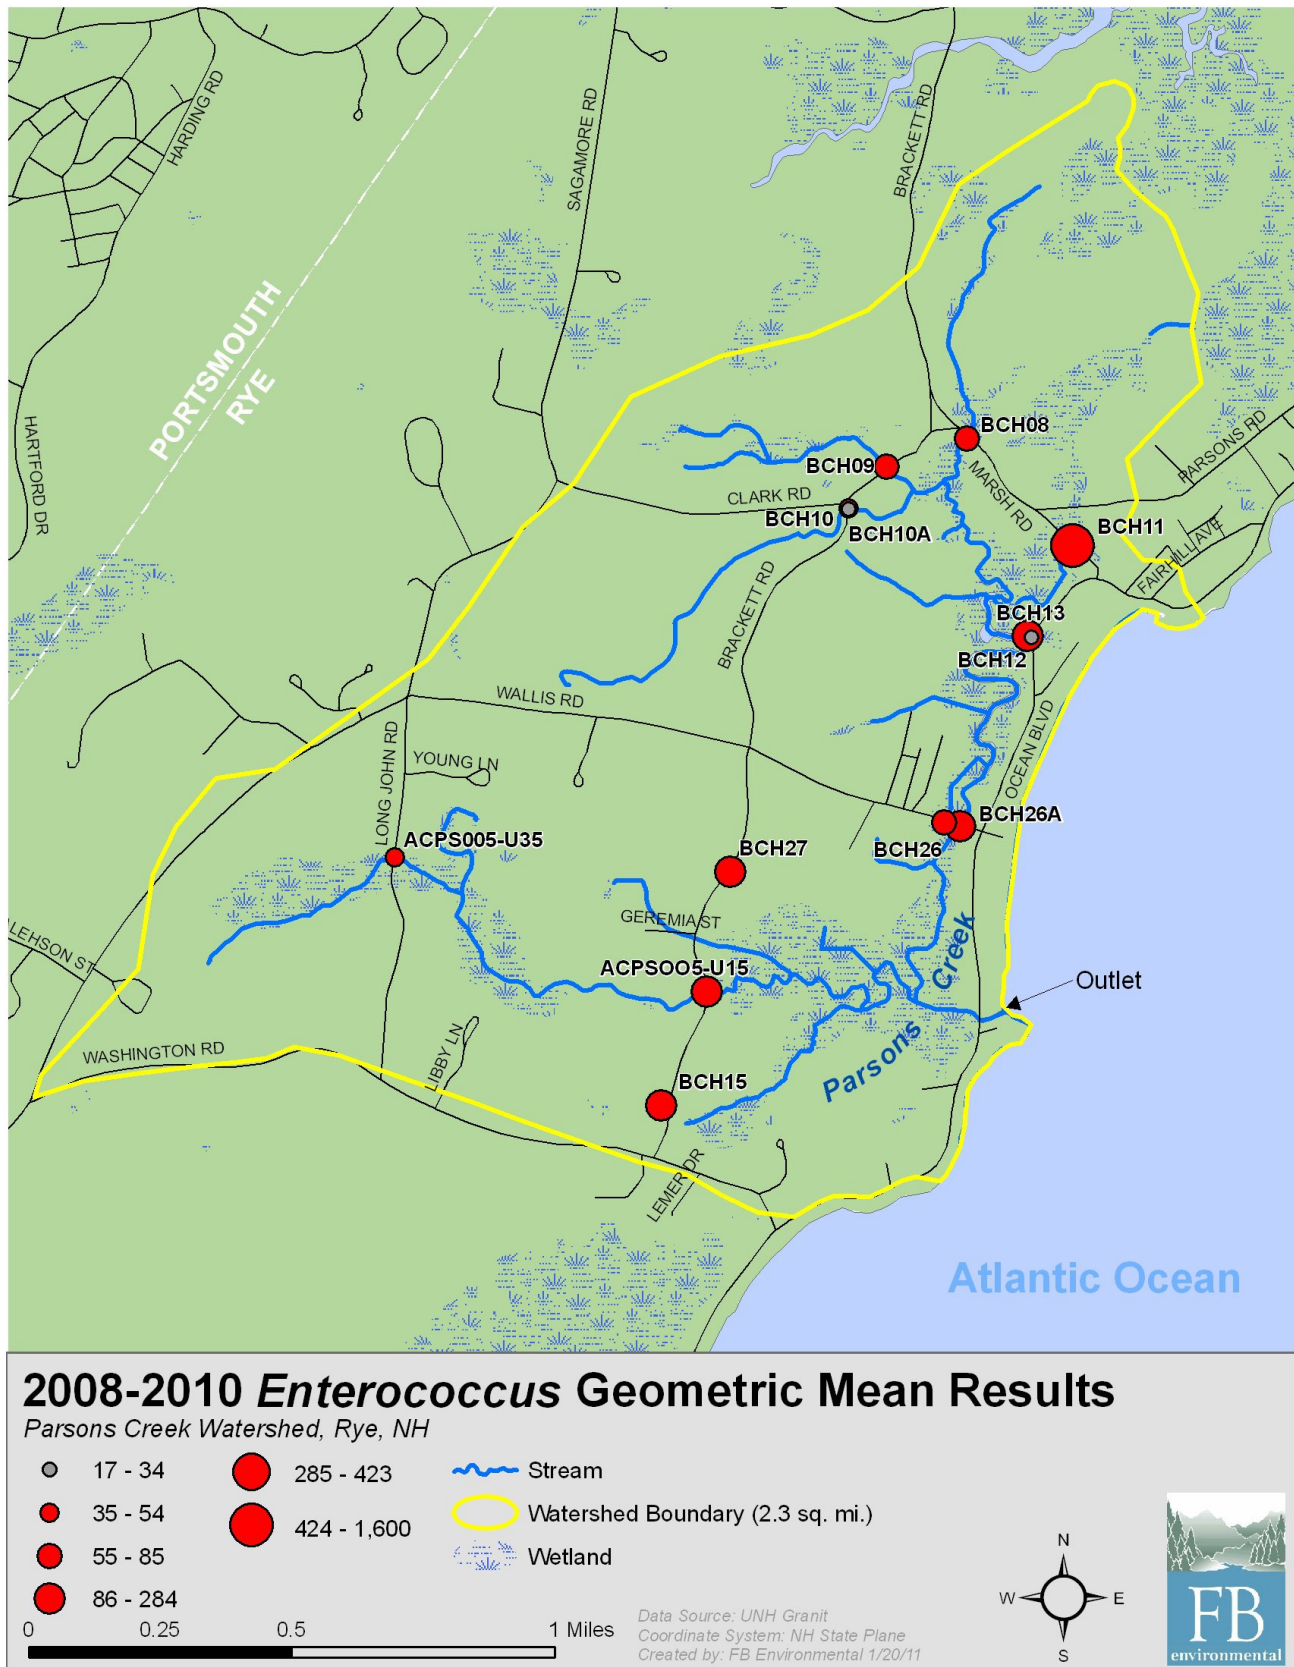 HARDING RD
SAGAMORE RD
BRACKETT RD
PORTSMOUTH
RYE
HARTFORD DR
BCH08
BCH09
MARSH RD
PARSONS RD
CLARK RD
BCH10
BCH10A
BCH11
FAIRHILL AVE
BRACKETT RD
BCH13
BCH12
WALLIS RD
OCEAN BLVD
LONG JOHN RD
YOUNG LN
ACPS005-U35
BCH26A
BCH26
BCH27
GEREMIA ST
LEHSON ST
ACPSOO5-U15
Parsons Creek
Outlet
WASHINGTON RD
LIBBY LN
BCH15
LEMER DR
Atlantic Ocean
2008-2010 Enterococcus Geometric Mean Results
Parsons Creek Watershed, Rye, NH
17 - 34
35 - 54
55 - 85
86 - 284
285 - 423
424 - 1,600
Stream
Watershed Boundary (2.3 sq. mi.)
Wetland
0 0.25 0.5 1 Miles
Data Source: UNH Granit
Coordinate System: NH State Plane
Created by: FB Environmental 1/20/11
N
W E
S
FB
environmental